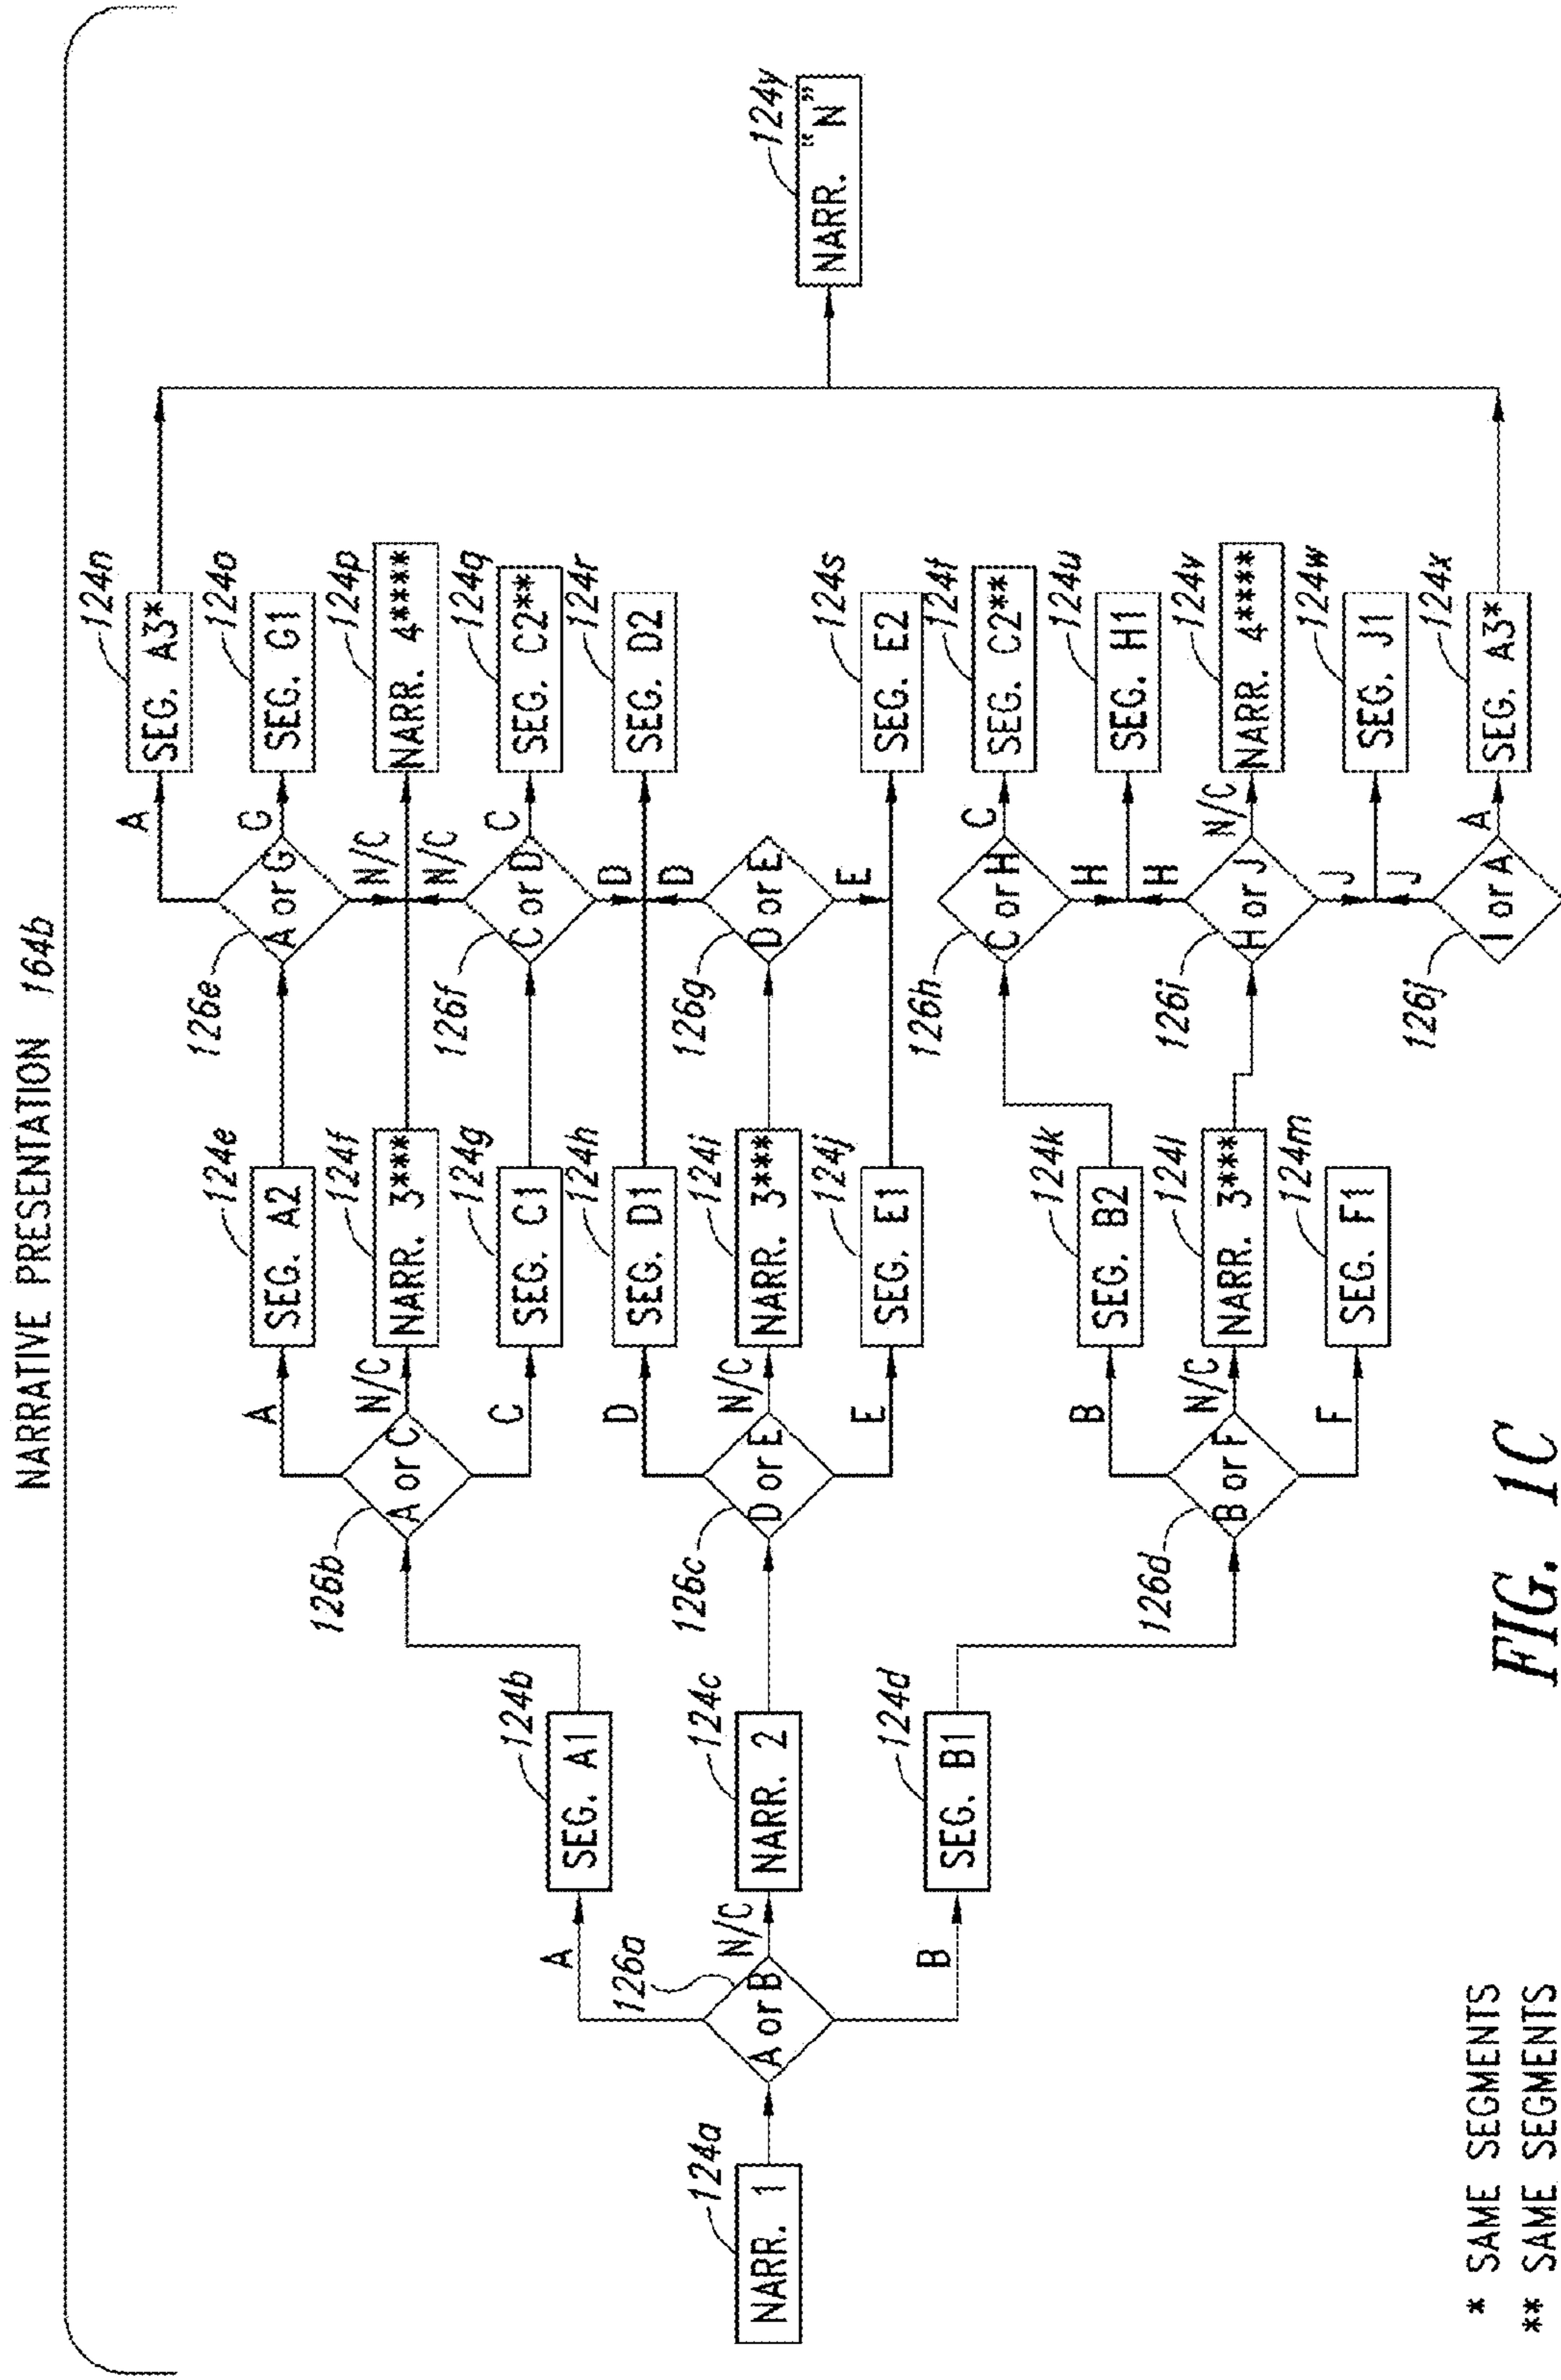 NARRATIVE PRESENTATION 164b
124a
NARR. 1
126a
A or B
A
N/C
B
124b
SEG. A1
124c
NARR. 2
124d
SEG. B1
126b
A or C
A
N/C
C
126c
D or E
D
N/C
E
126d
B or F
B
N/C
F
124e
SEG. A2
124f
NARR. 3***
124g
SEG. C1
124h
SEG. D1
124i
NARR. 3***
124j
SEG. E1
124k
SEG. B2
124l
NARR. 3***
124m
SEG. F1
126e
A or G
A
G
N/C
126f
C or D
N/C
C
D
126g
D or E
D
E
126h
C or H
C
H
126i
H or J
H
N/C
J
126j
I or A
J
A
124n
SEG. A3*
124o
SEG. G1
124p
NARR. 4****
124q
SEG. C2**
124r
SEG. D2
124s
SEG. E2
124t
SEG. C2**
124u
SEG. H1
124v
NARR. 4****
124w
SEG. J1
124x
SEG. A3*
124y
NARR. "N"
* SAME SEGMENTS
** SAME SEGMENTS
FIG. 1C